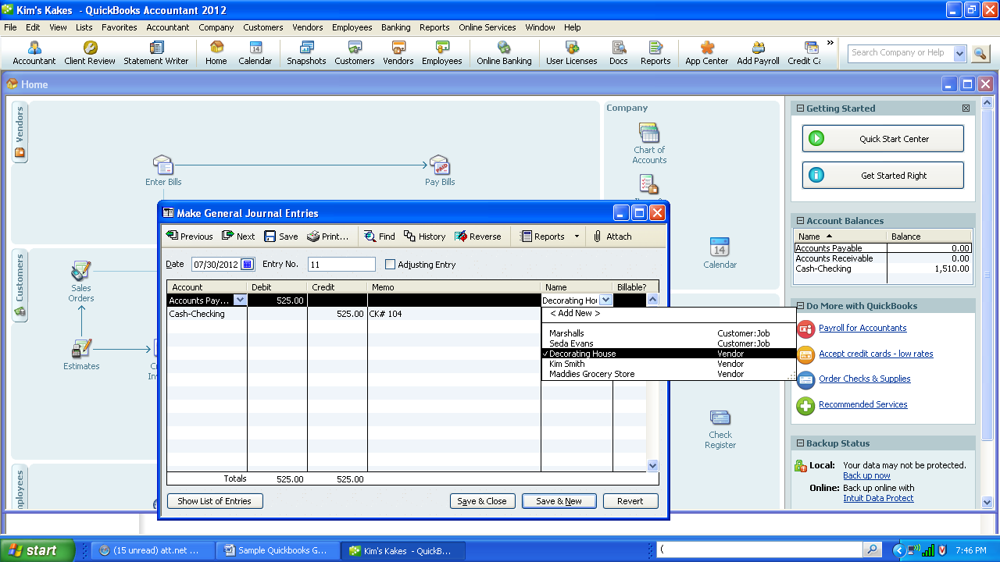 Kim's Kakes - QuickBooks Accountant 2012
File Edit View Lists Favorites Accountant Company Customers Vendors Employees Banking Reports Online Services Window Help
Accountant Client Review Statement Writer Home Calendar Snapshots Customers Vendors Employees Online Banking User Licenses Docs Reports App Center Add Payroll Credit Ca »
Search Company or Help
Home
Vendors
Enter Bills
Pay Bills
Customers
Sales Orders
Estimates
Employees
Company
Chart of Accounts
Calendar
Check Register
Make General Journal Entries
Previous Next Save Print... Find History Reverse Reports Attach
Date 07/30/2012 Entry No. 11 Adjusting Entry
Account Debit Credit Memo Name Billable?
Accounts Pay... 525.00 Decorating Hou
Cash-Checking 525.00 CK# 104
< Add New >
Marshalls Customer:Job
Seda Evans Customer:Job
✓Decorating House Vendor
Kim Smith Vendor
Maddies Grocery Store Vendor
Totals 525.00 525.00
Show List of Entries Save & Close Save & New Revert
Getting Started
Quick Start Center
Get Started Right
Account Balances
Name Balance
Accounts Payable 0.00
Accounts Receivable 0.00
Cash-Checking 1,510.00
Do More with QuickBooks
Payroll for Accountants
Accept credit cards - low rates
Order Checks & Supplies
Recommended Services
Backup Status
Local: Your data may not be protected.
Back up now
Online: Back up online with
Intuit Data Protect
start (15 unread) att.net ... Sample Quickbooks G... Kim's Kakes - QuickB... ( 7:46 PM